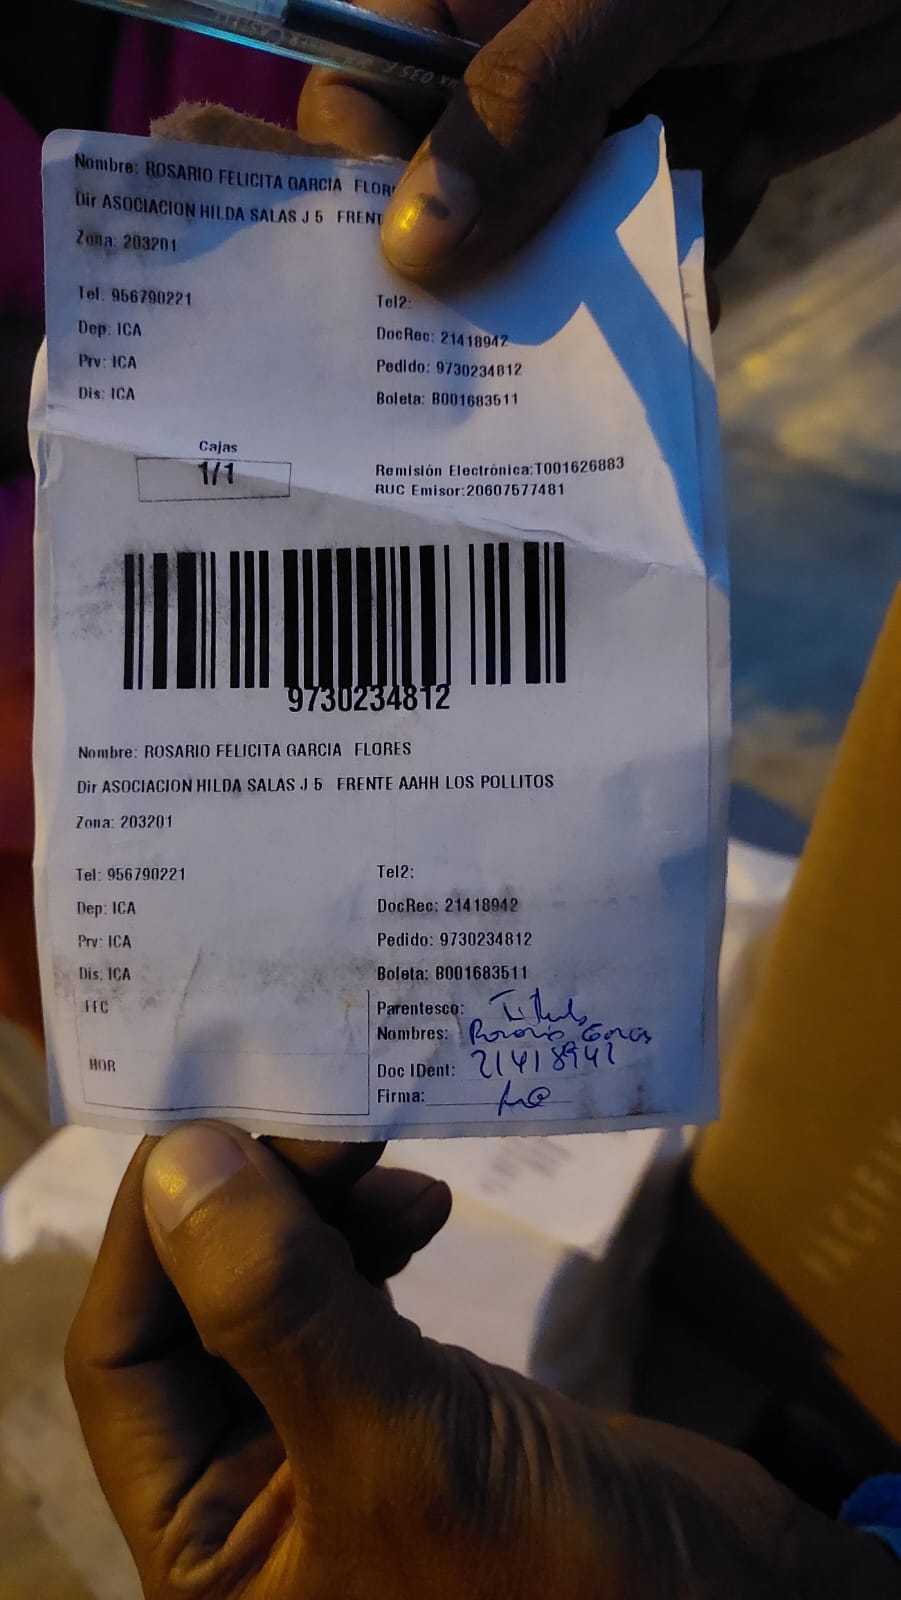 Nombre: ROSARIO FELICITA GARCIA FLOR
Dir ASOCIACION HILDA SALAS J 5 FRENT
Zona: 203201
Tel: 956790221 Tel2:
Dep: ICA DocRec: 21418942
Prv: ICA Pedido: 9730234812
Dis: ICA Boleta: B001683511
Cajas
1/1
Remisión Electrónica:T001626883
RUC Emisor:20607577481
9730234812
Nombre: ROSARIO FELICITA GARCIA FLORES
Dir ASOCIACION HILDA SALAS J 5 FRENTE AAHH LOS POLLITOS
Zona: 203201
Tel: 956790221 Tel2:
Dep: ICA DocRec: 21418942
Prv: ICA Pedido: 9730234812
Dis: ICA Boleta: B001683511
FEC Parentesco:
Nombres: Rosario
HOR Doc IDent: 21418942
Firma: